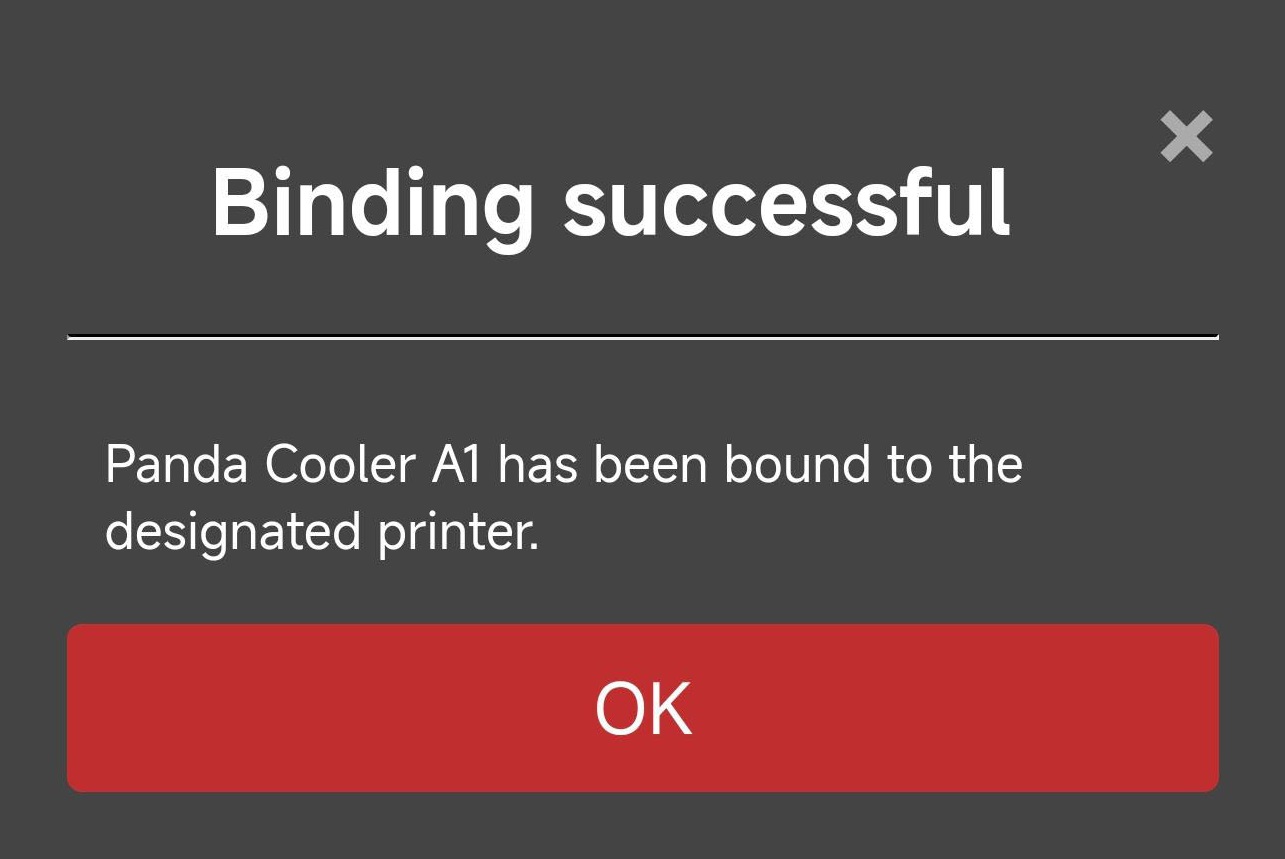 Binding successful
Panda Cooler A1 has been bound to the
designated printer.
OK